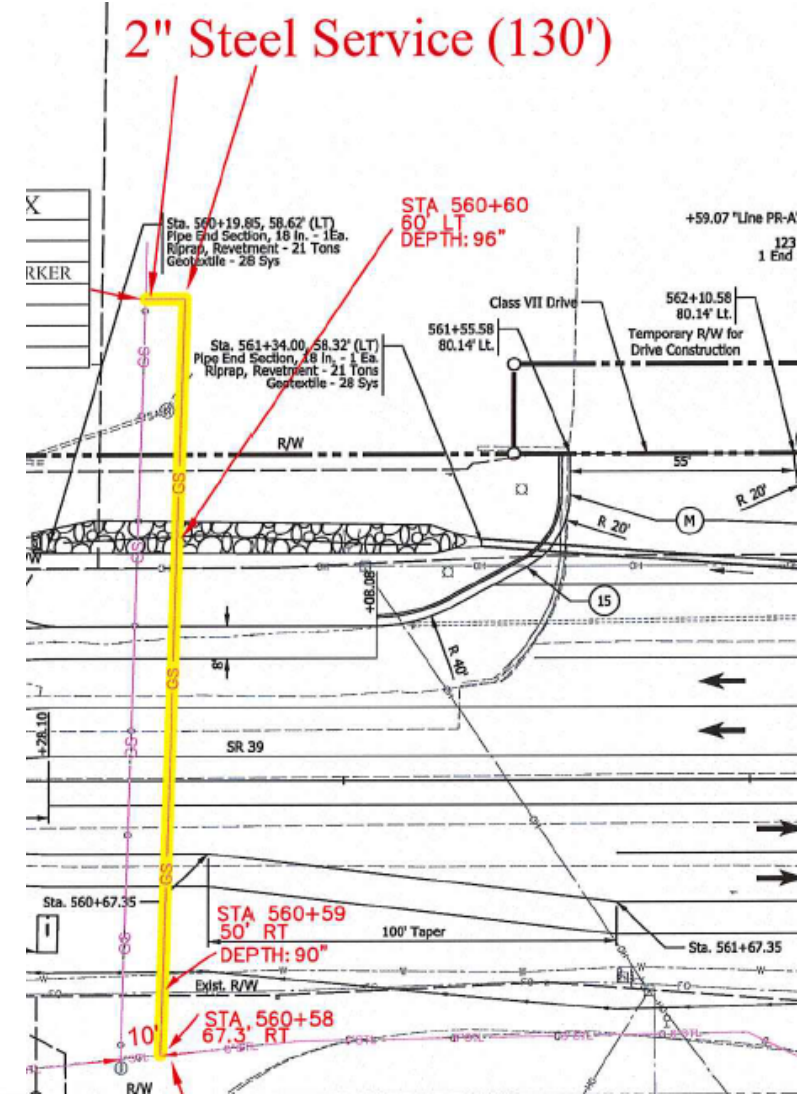 2" Steel Service (130')
X
RKER
Sta. 560+19.85, 58.62' (LT)
Pipe End Section, 18 In. - 1Ea.
Riprap, Revetment - 21 Tons
Geotextile - 28 Sys
STA 560+60
60' LT
DEPTH: 96"
+59.07 "Line PR-A"
123
1 End
Class VII Drive
561+55.58
80.14' Lt.
562+10.58
80.14' Lt.
Temporary R/W for
Drive Construction
Sta. 561+34.00, 58.32' (LT)
Pipe End Section, 18 In. - 1 Ea.
Riprap, Revetment - 21 Tons
Geotextile - 28 Sys
GS
R/W
55'
GS
R 20'
M
R 20'
GS
+08.08
15
8'
R 40'
GS
+28.10
GS
SR 39
GS
Sta. 560+67.35
STA 560+59
50' RT
DEPTH: 90"
100' Taper
Sta. 561+67.35
GS
Exist. R/W
STA 560+58
67.3' RT
10'
R/W